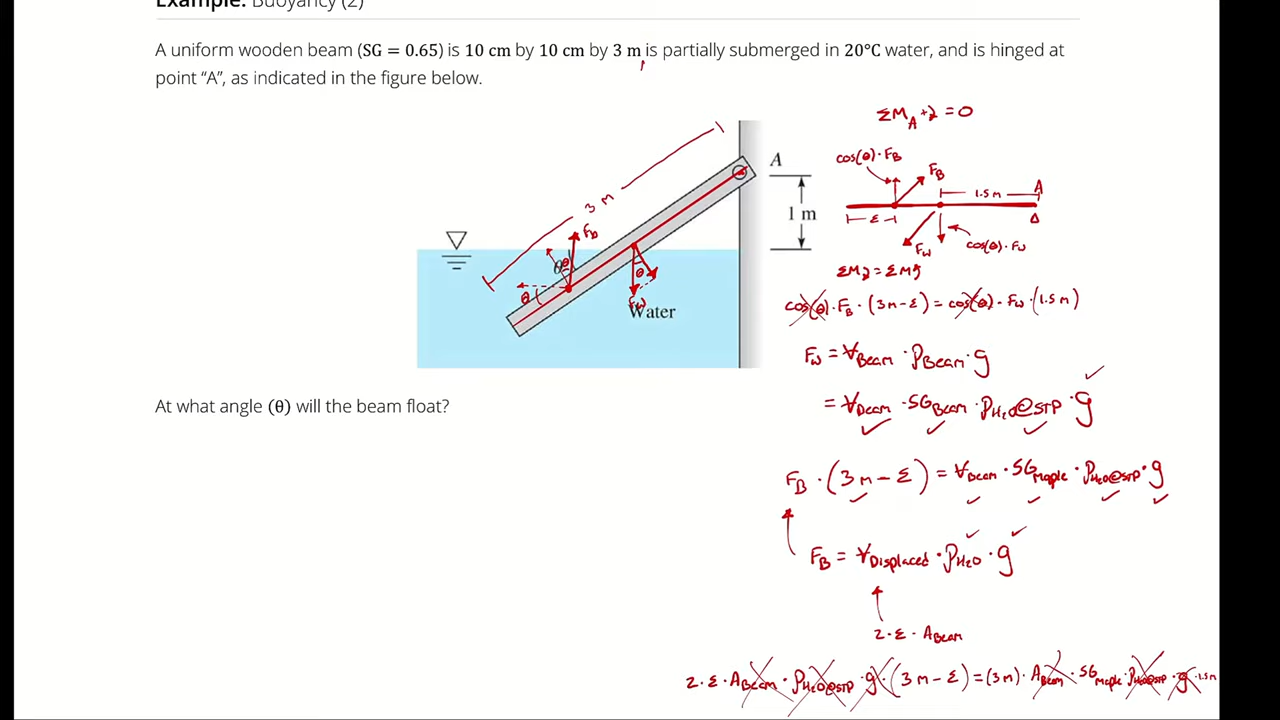 Example: Buoyancy (2)
A uniform wooden beam (SG = 0.65) is 10 cm by 10 cm by 3 m is partially submerged in 20°C water, and is hinged at
point “A”, as indicated in the figure below.
ΣM_A +2 = 0
cos(θ)·F_B
F_B
1.5 m
A
Σ
F_W
cos(θ)·F_W
3 m
A
1 m
F_B
θ
θ
θ
θ
F_W
Water
ΣM2 = ΣM5
cos(θ)·F_B·(3m-Σ) = cos(θ)·F_W·(1.5m)
F_W = V_Beam·ρ_Beam·g
= V_Beam·SG_Beam·ρ_H₂O@STP·g
At what angle (θ) will the beam float?
F_B·(3m-Σ) = V_Beam·SG_Maple·ρ_H₂O@STP·g
F_B = V_Displaced·ρ_H₂O·g
2·Σ·A_Beam
2·Σ·A_Beam·ρ_H₂O@STP·g·(3m-Σ) = (3m)·A_Beam·SG_Maple·ρ_H₂O@STP·g·1.5m